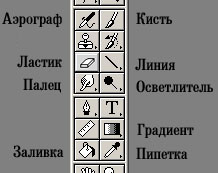 Аэрограф Кисть
Ластик Линия
Палец Осветлитель
T
Градиент
Заливка Пипетка